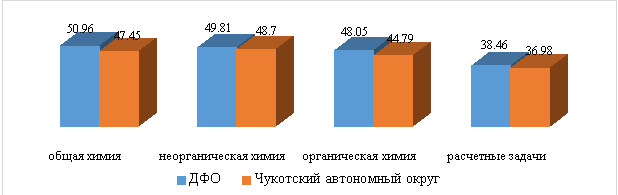 50.96 47.45 49.81 48.7 48.05 44.79 38.46 36.98
общая химия неорганическая химия органическая химия расчетные задачи
ДФО Чукотский автономный округ